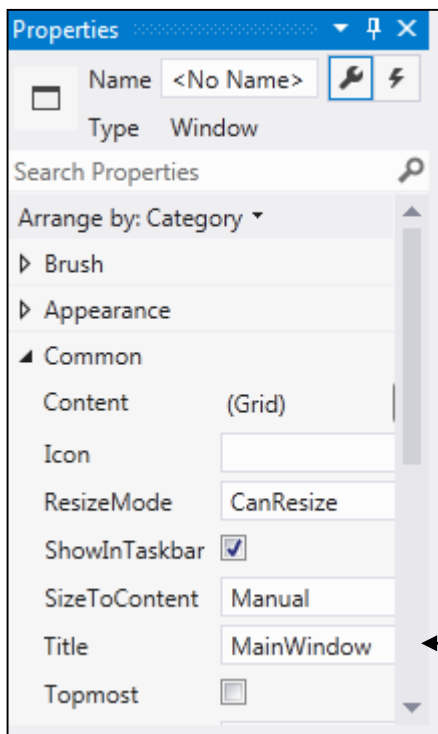 Properties
Name <No Name>
Type Window
Search Properties
Arrange by: Category
Brush
Appearance
Common
Content (Grid)
Icon
ResizeMode CanResize
ShowInTaskbar
SizeToContent Manual
Title MainWindow
Topmost